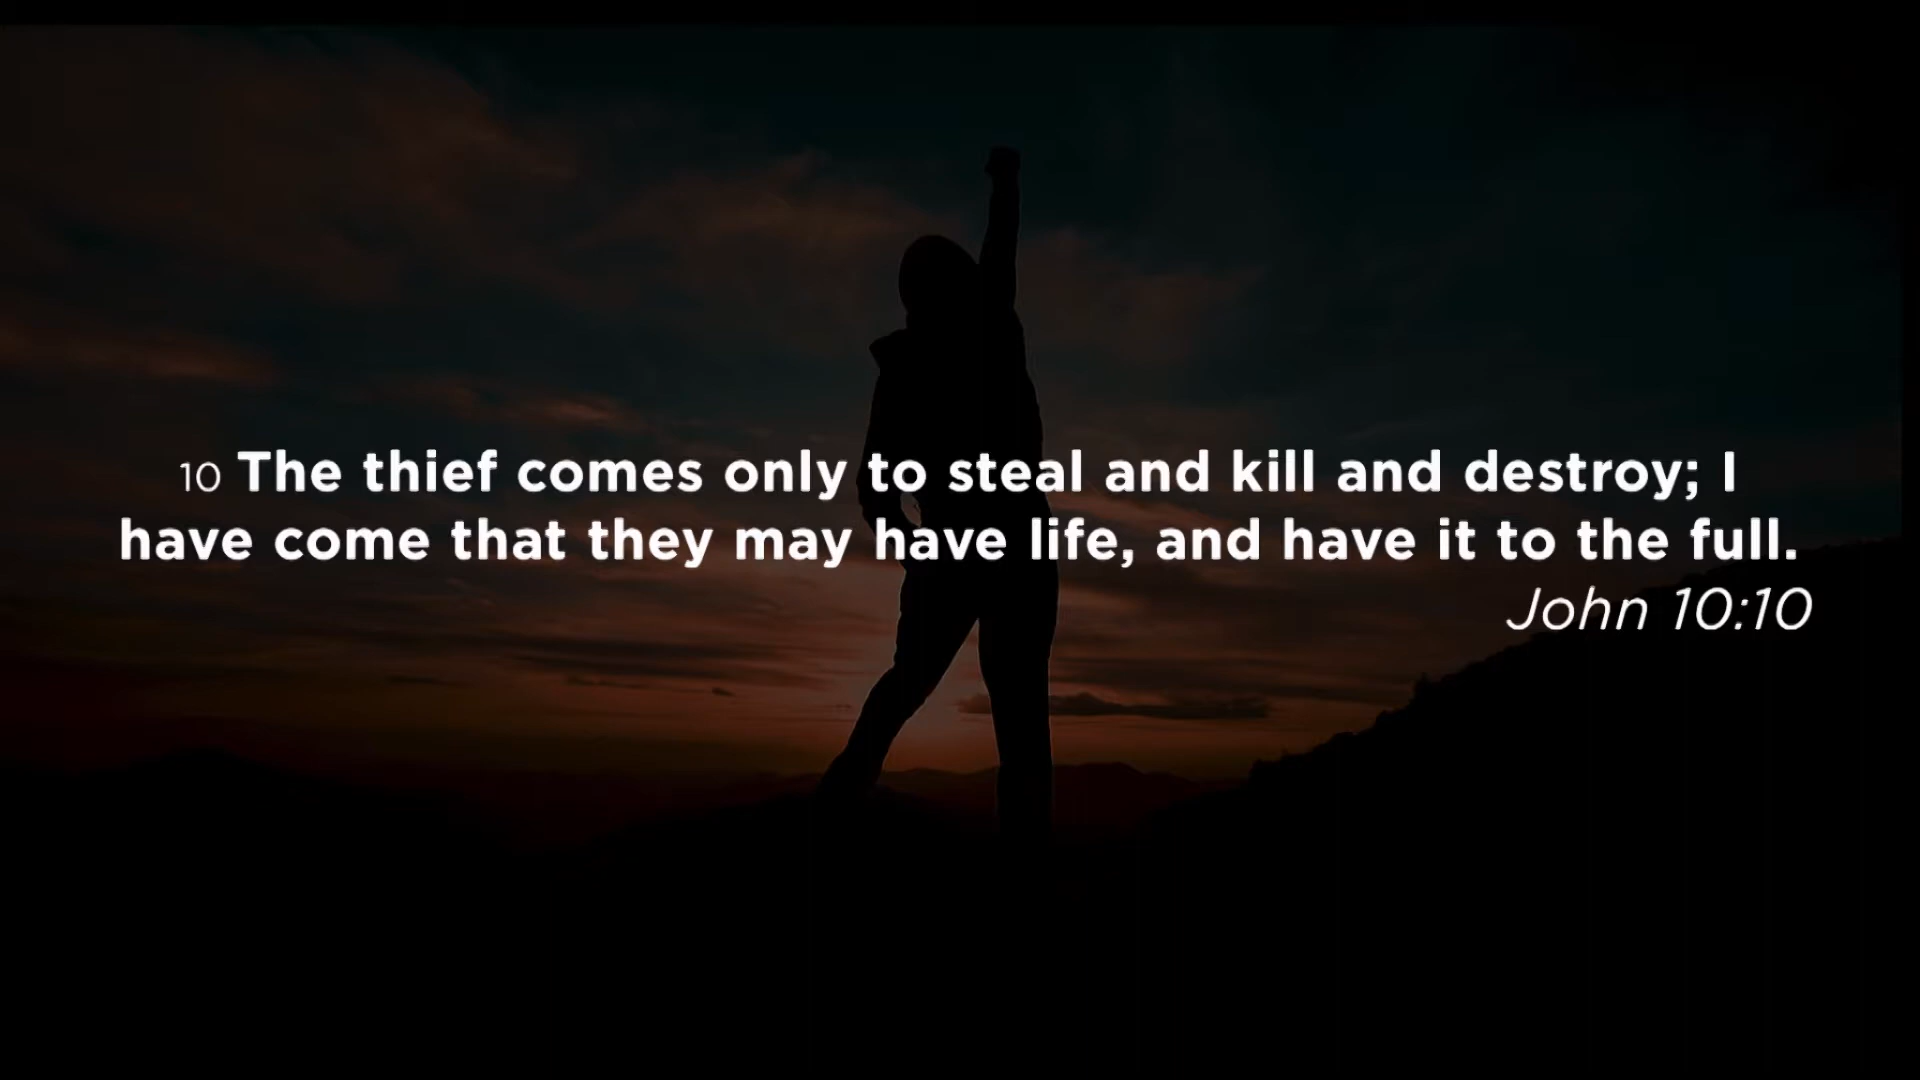 10 The thief comes only to steal and kill and destroy; I
have come that they may have life, and have it to the full.
John 10:10